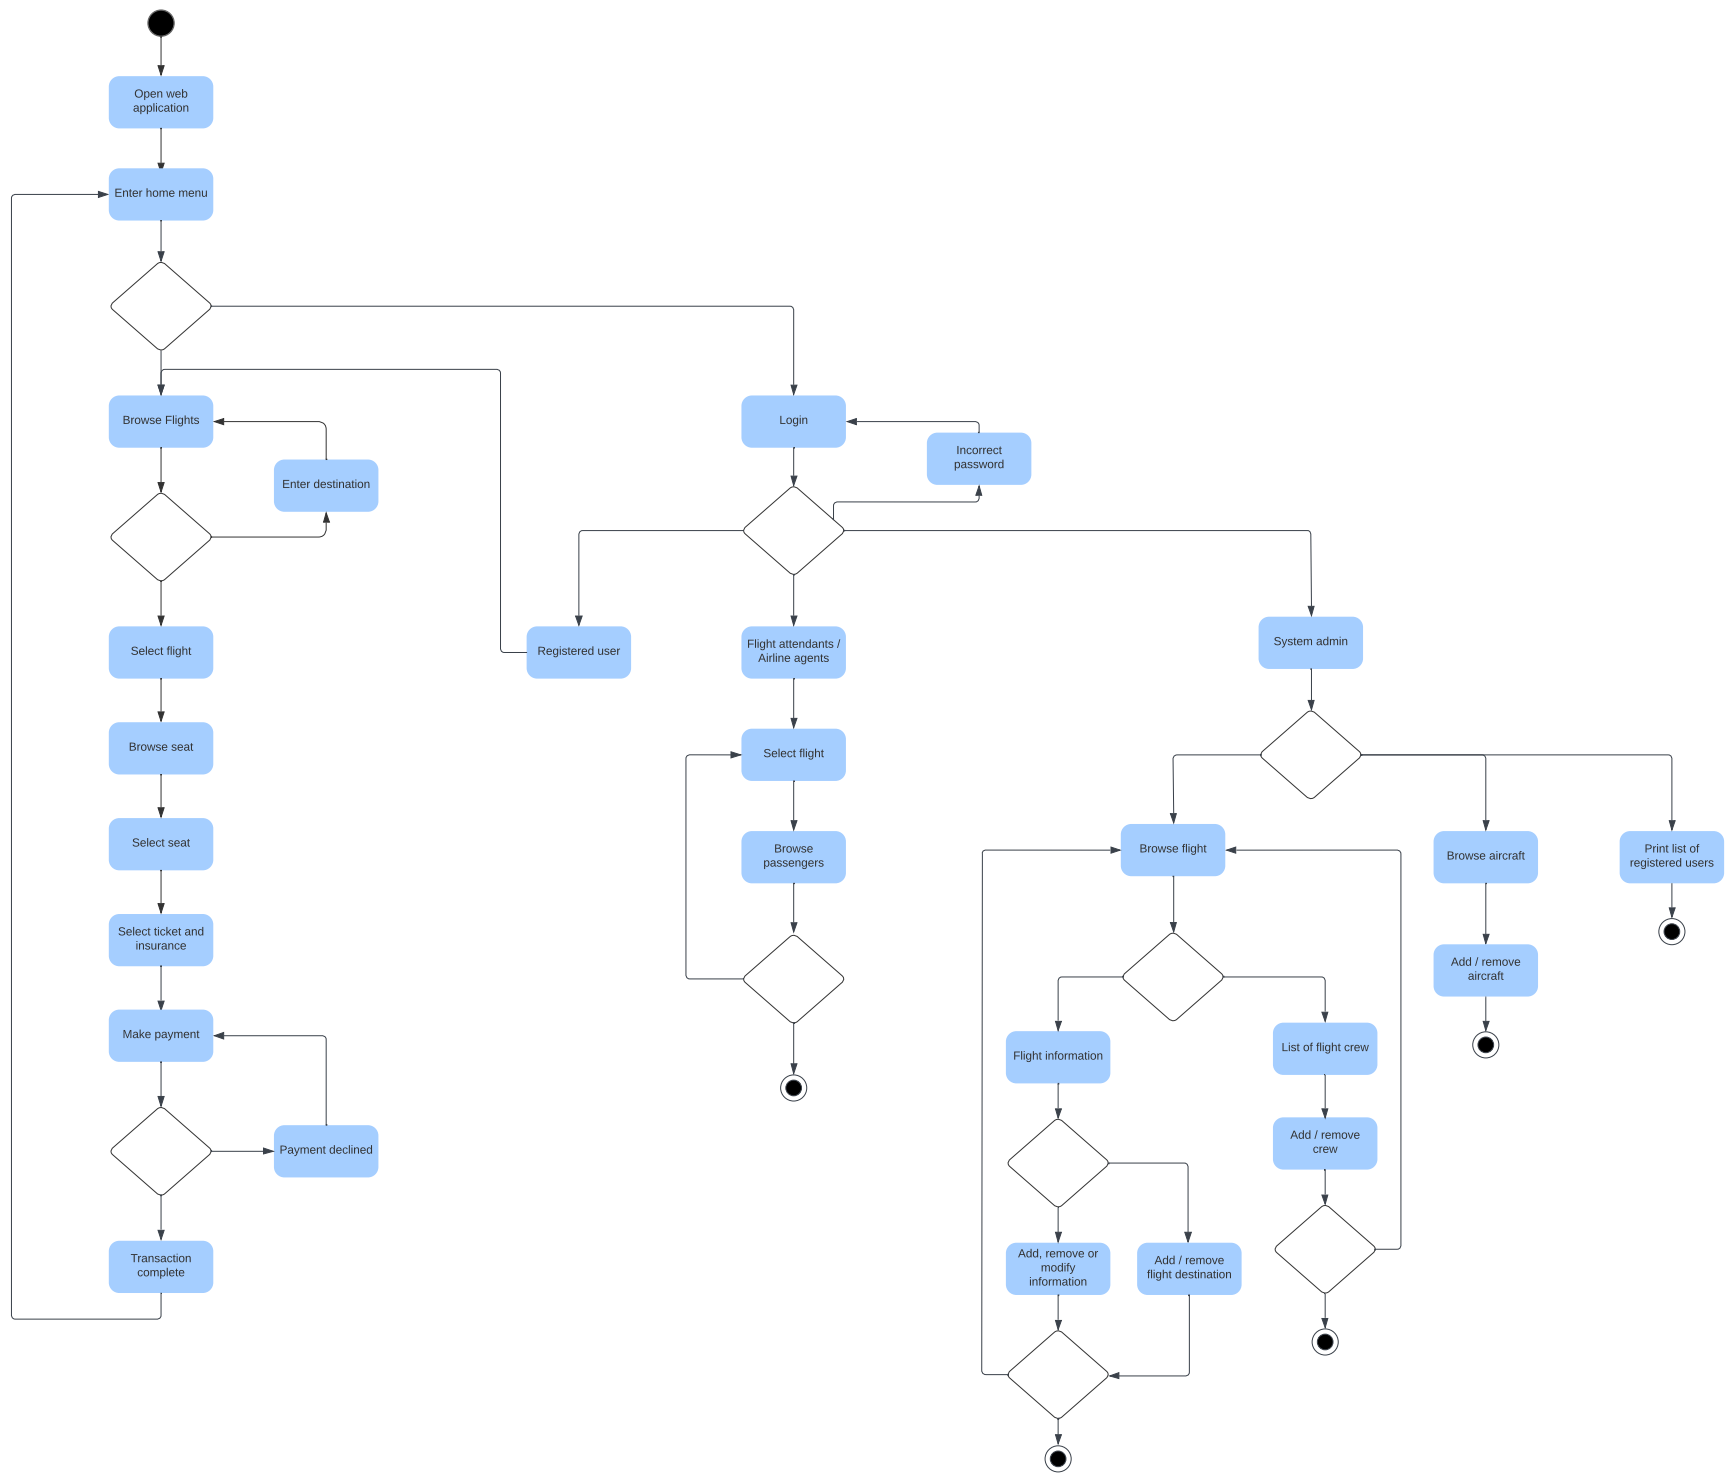 Open web
application
Enter home menu
Browse Flights
Enter destination
Select flight
Browse seat
Select seat
Select ticket and
insurance
Make payment
Payment declined
Transaction
complete
Login
Incorrect
password
Registered user
Flight attendants /
Airline agents
Select flight
Browse
passengers
System admin
Browse flight
Browse aircraft
Print list of
registered users
Add / remove
aircraft
Flight information
List of flight crew
Add / remove
crew
Add, remove or
modify
information
Add / remove
flight destination